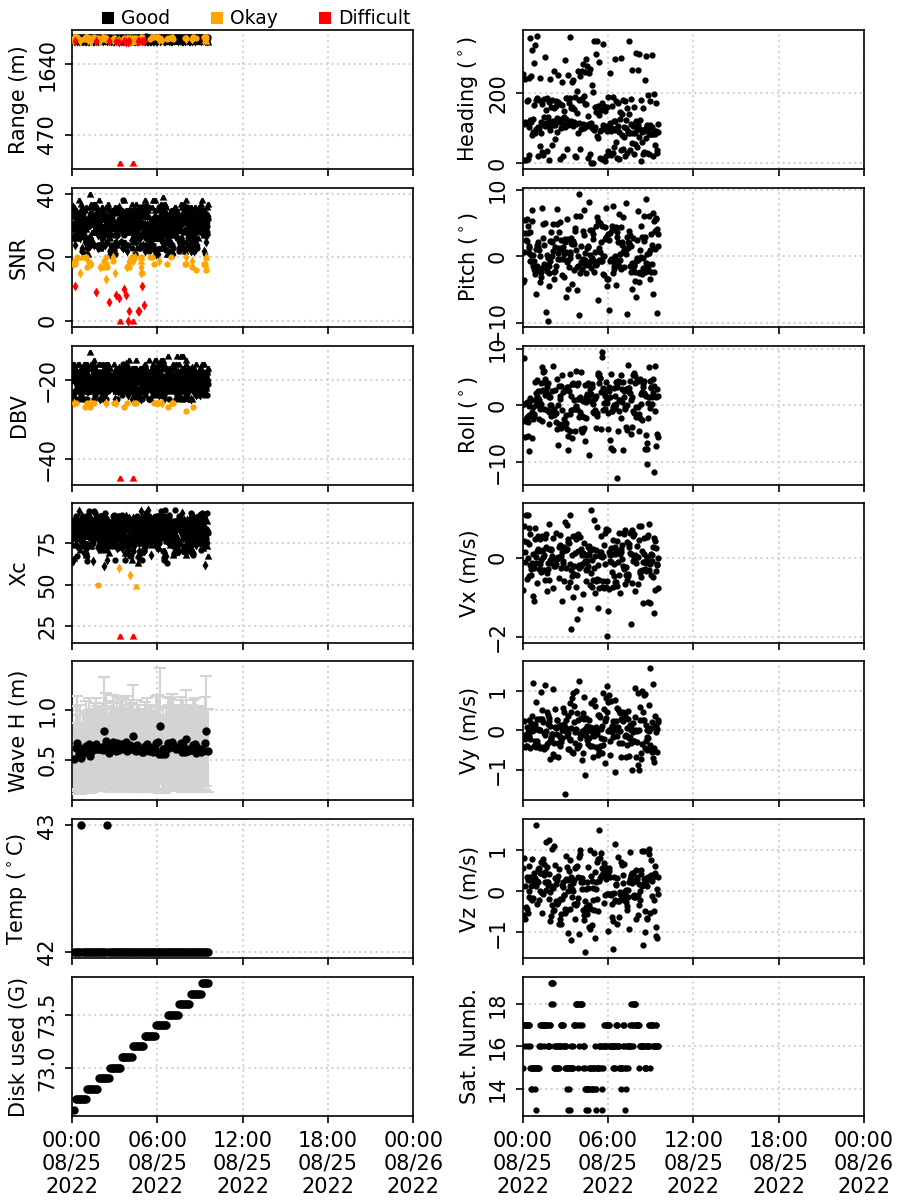 Good Okay Difficult
Range (m) 1640 470
Heading (°) 200 0
SNR 40 20 0
Pitch (°) 10 0 −10
DBV −20 −40
Roll (°) 10 0 −10
Xc 75 50 25
Vx (m/s) 0 −2
Wave H (m) 1.0 0.5
Vy (m/s) 1 0 −1
Temp (°C) 43 42
Vz (m/s) 1 0 −1
Disk used (G) 73.5 73.0
Sat. Numb. 18 16 14
00:00 06:00 12:00 18:00 00:00
08/25 08/25 08/25 08/25 08/26
2022 2022 2022 2022 2022
00:00 06:00 12:00 18:00 00:00
08/25 08/25 08/25 08/25 08/26
2022 2022 2022 2022 2022